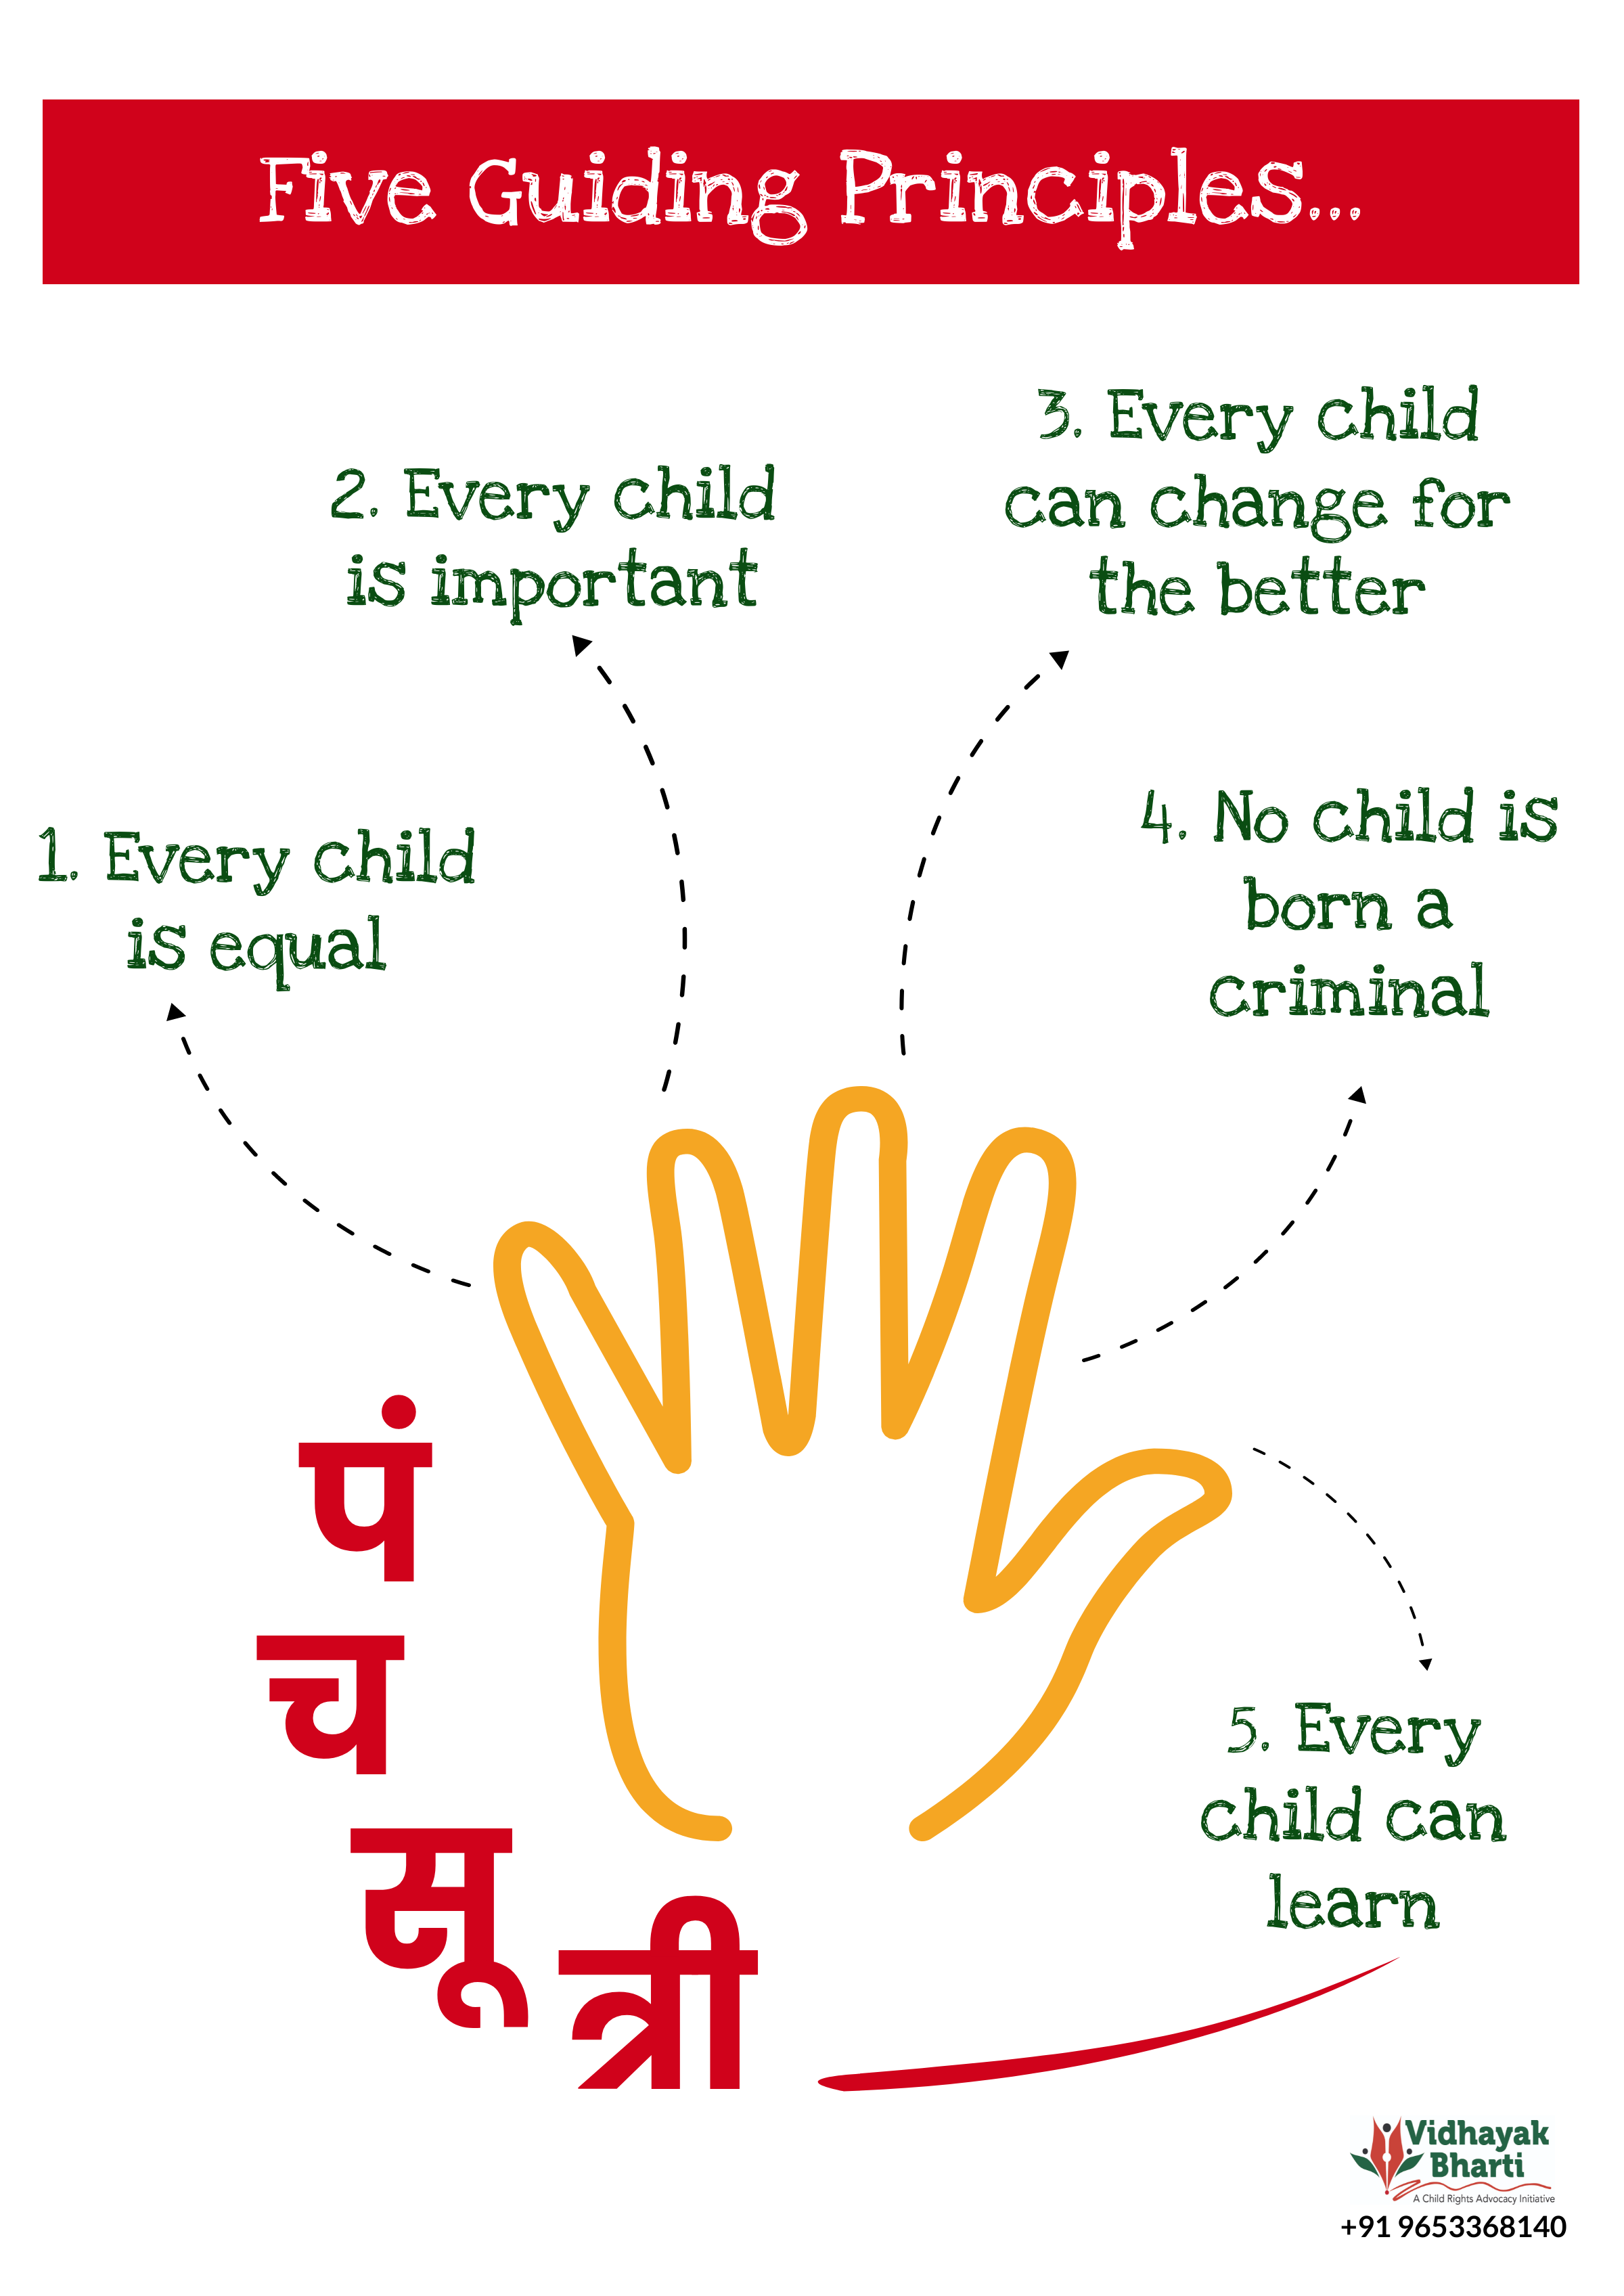 Five Guiding Principles...
3. Every child
can change for
the better
2. Every child
is important
4. No child is
born a
criminal
1. Every child
is equal
पं
च
सू
त्री
5. Every
child can
learn
Vidhayak
Bharti
A Child Rights Advocacy Initiative
+91 9653368140